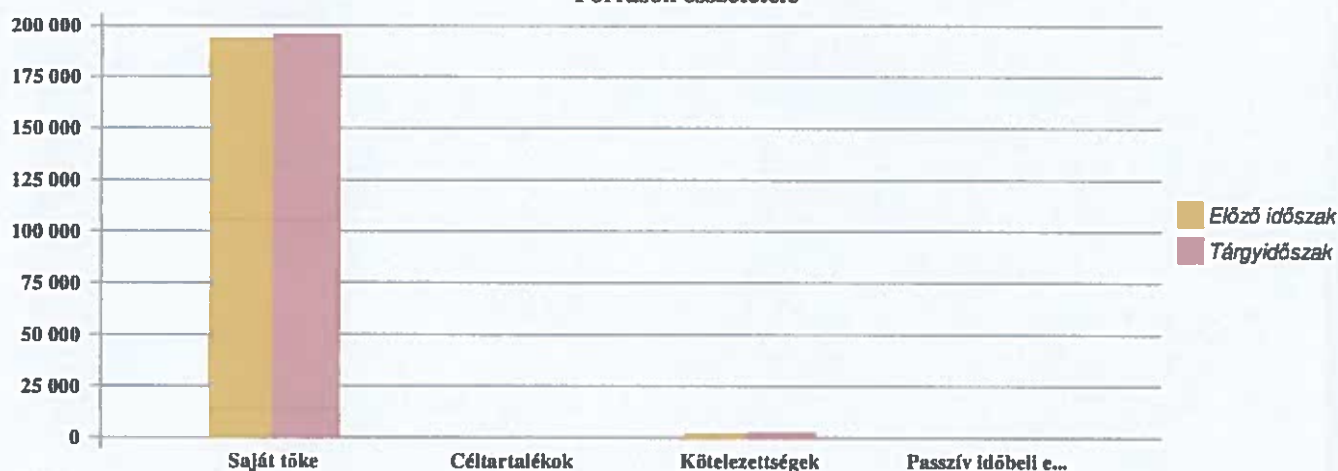 200 000
175 000
150 000
125 000
100 000
75 000
50 000
25 000
0
Saját tőke
Céltartalékok
Kötelezettségek
Passzív időbeli e...
Előző időszak
Tárgyidőszak